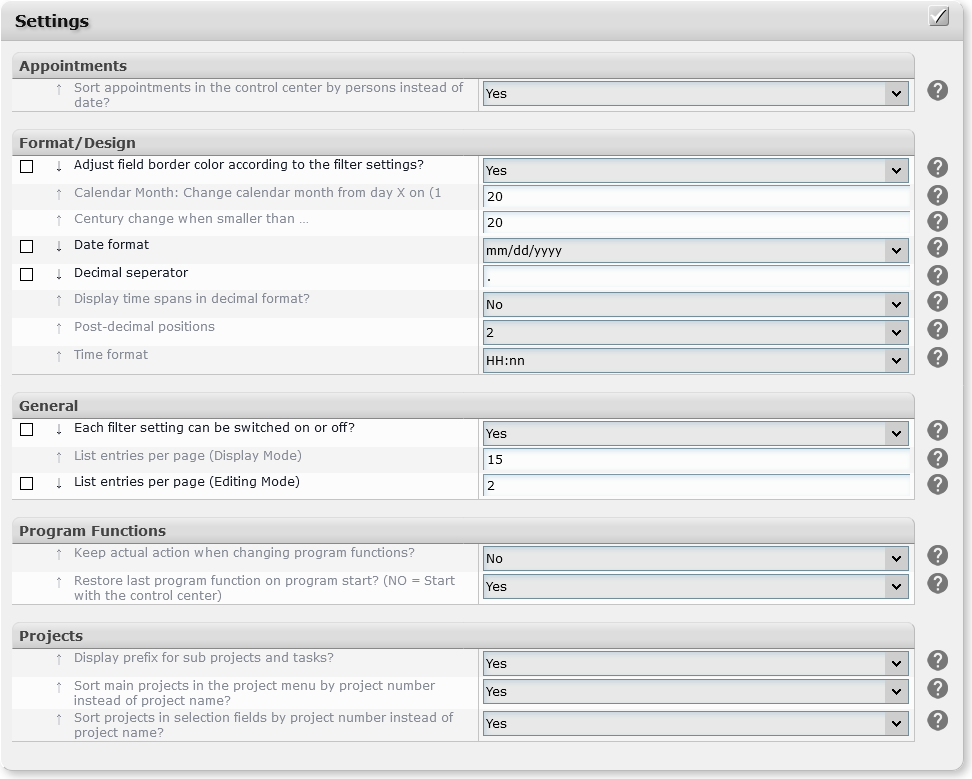 Settings
Appointments
↑ Sort appointments in the control center by persons instead of
date?
Yes
?
Format/Design
↓ Adjust field border color according to the filter settings?
Yes
?
↑ Calendar Month: Change calendar month from day X on (1
20
?
↑ Century change when smaller than ...
20
?
↓ Date format
mm/dd/yyyy
?
↓ Decimal seperator
.
?
↑ Display time spans in decimal format?
No
?
↑ Post-decimal positions
2
?
↑ Time format
HH:nn
?
General
↓ Each filter setting can be switched on or off?
Yes
?
↑ List entries per page (Display Mode)
15
?
↓ List entries per page (Editing Mode)
2
?
Program Functions
↑ Keep actual action when changing program functions?
No
?
↑ Restore last program function on program start? (NO = Start
with the control center)
Yes
?
Projects
↑ Display prefix for sub projects and tasks?
Yes
?
↑ Sort main projects in the project menu by project number
instead of project name?
Yes
?
↑ Sort projects in selection fields by project number instead of
project name?
Yes
?